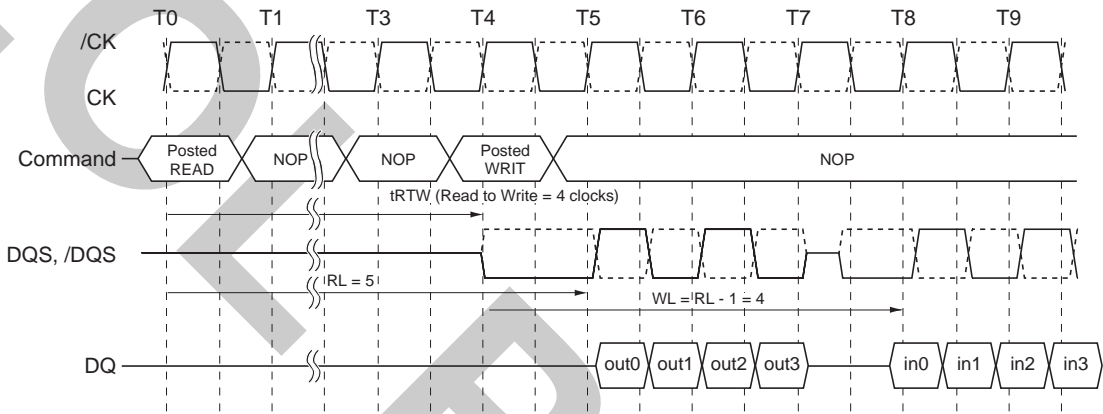 T0 T1 T3 T4 T5 T6 T7 T8 T9
/CK
CK
Command Posted READ NOP NOP Posted WRIT NOP
tRTW (Read to Write = 4 clocks)
DQS, /DQS
RL = 5
WL = RL - 1 = 4
DQ out0 out1 out2 out3 in0 in1 in2 in3